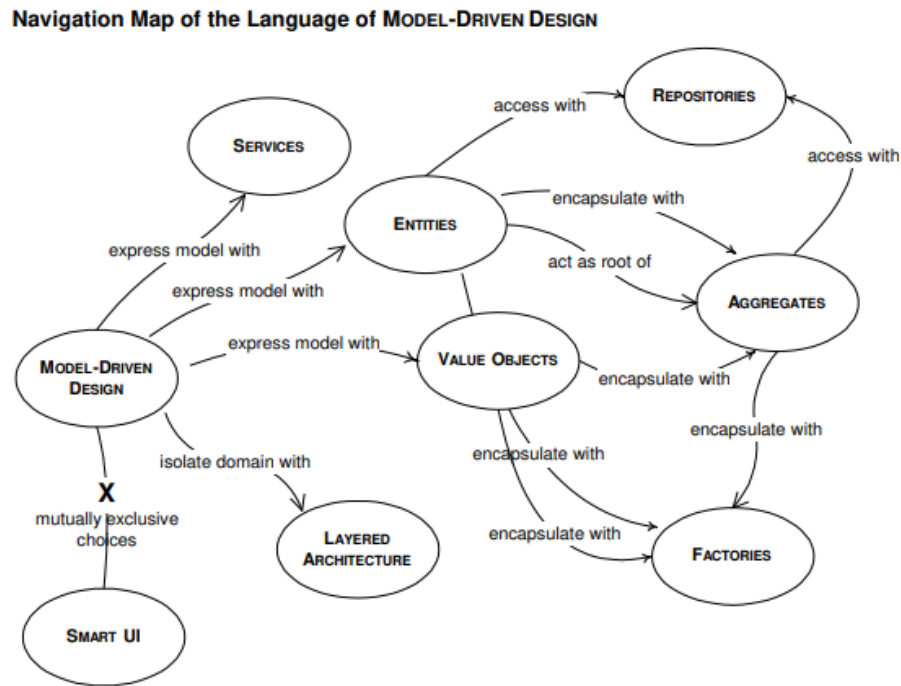 Navigation Map of the Language of MODEL-DRIVEN DESIGN
REPOSITORIES
access with
SERVICES
access with
encapsulate with
ENTITIES
express model with
act as root of
express model with
AGGREGATES
express model with
VALUE OBJECTS
MODEL-DRIVEN
DESIGN
encapsulate with
encapsulate with
encapsulate with
isolate domain with
X
mutually exclusive
choices
encapsulate with
LAYERED
ARCHITECTURE
FACTORIES
SMART UI